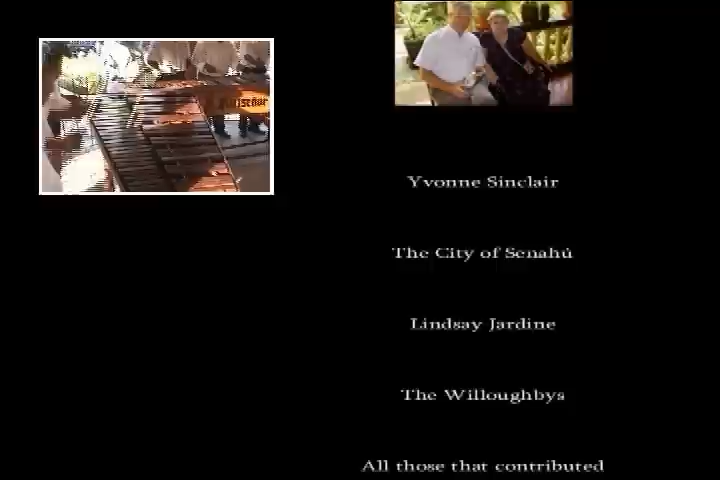 Yvonne Sinclair
The City of Senahú
Lindsay Jardine
The Willoughbys
All those that contributed